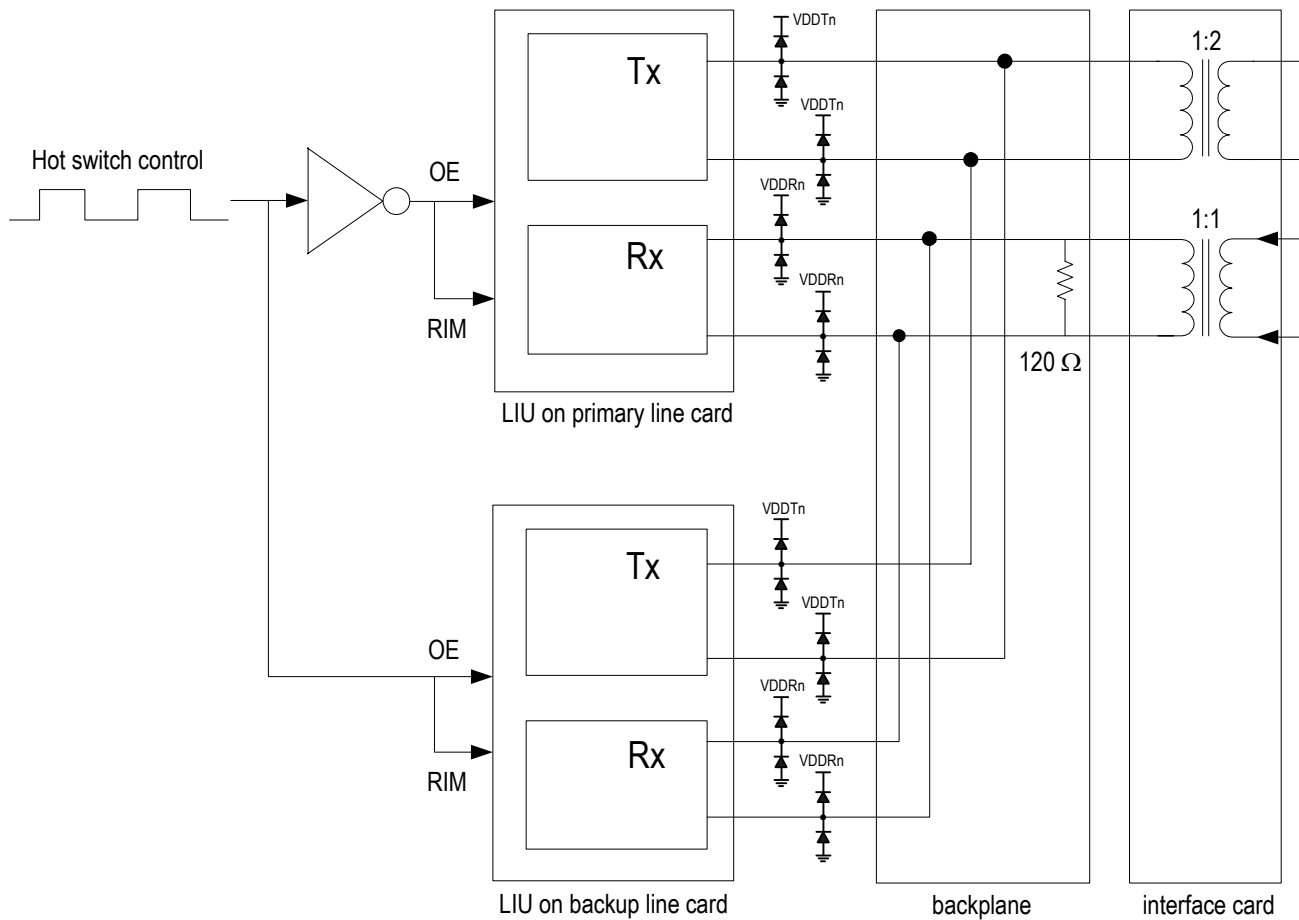 VDDTn
1:2
Tx
VDDTn
Hot switch control
OE
VDDRn
1:1
Rx
VDDRn
RIM
120 Ω
LIU on primary line card
VDDTn
Tx
VDDTn
OE
VDDRn
Rx
VDDRn
RIM
LIU on backup line card
backplane
interface card